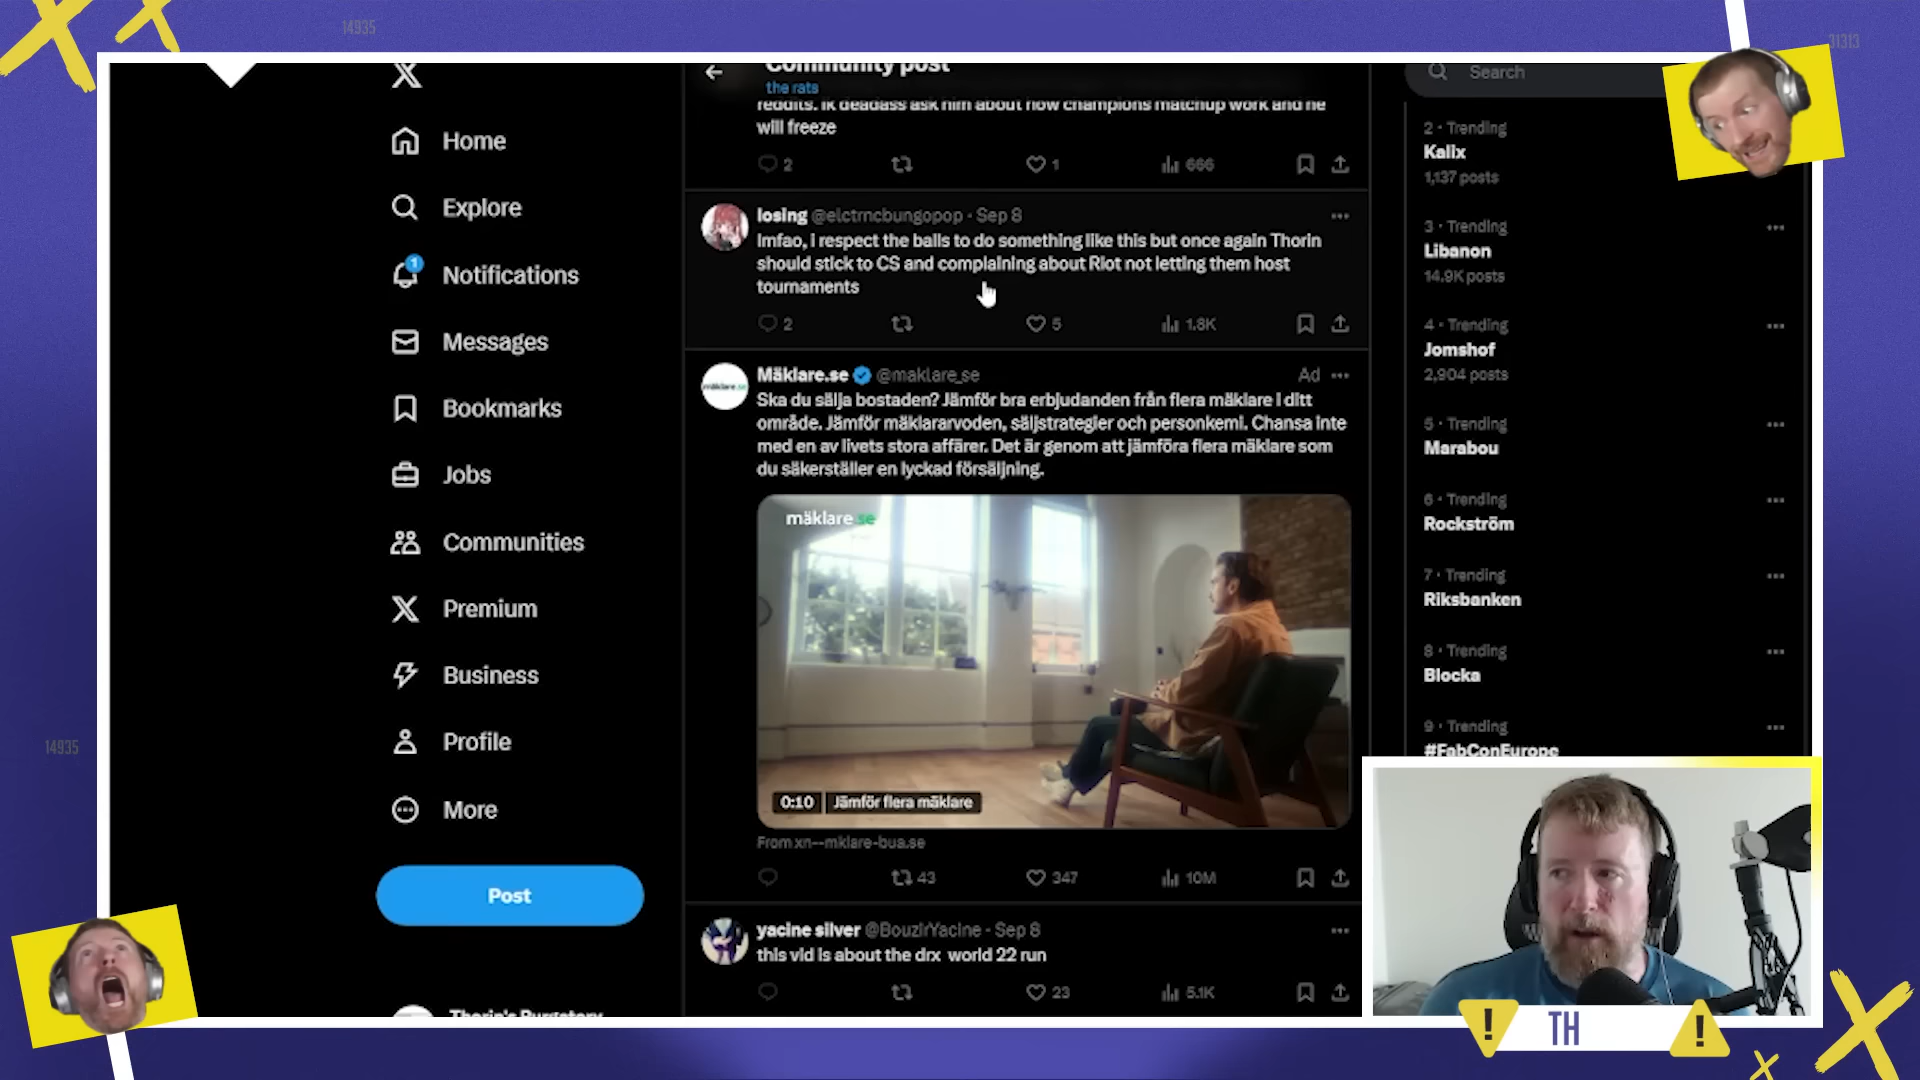 14935
31313
Community post
the rats
Search
Home
Explore
1
Notifications
Messages
Bookmarks
Jobs
Communities
Premium
Business
Profile
More
Post
Thorin's Purgatory
reddits. Ik deadass ask him about how champions matchup work and he
will freeze
2
1
666
losing @elctrncbungopop · Sep 8
lmfao, i respect the balls to do something like this but once again Thorin
should stick to CS and complaining about Riot not letting them host
tournaments
2
5
1.8K
Mäklare.se @maklare_se
Ad
Ska du sälja bostaden? Jämför bra erbjudanden från flera mäklare i ditt
område. Jämför mäklararvoden, säljstrategier och personkemi. Chansa inte
med en av livets stora affärer. Det är genom att jämföra flera mäklare som
du säkerställer en lyckad försäljning.
mäklare.se
0:10
Jämför flera mäklare
From xn--mklare-bua.se
43
347
10M
yacine silver @BouzirYacine · Sep 8
this vid is about the drx world 22 run
23
5.1K
2 · Trending
Kalix
1,137 posts
3 · Trending
Libanon
14.9K posts
4 · Trending
Jomshof
2,904 posts
5 · Trending
Marabou
6 · Trending
Rockström
7 · Trending
Riksbanken
8 · Trending
Blocka
9 · Trending
#FabConEurope
14935
! TH !